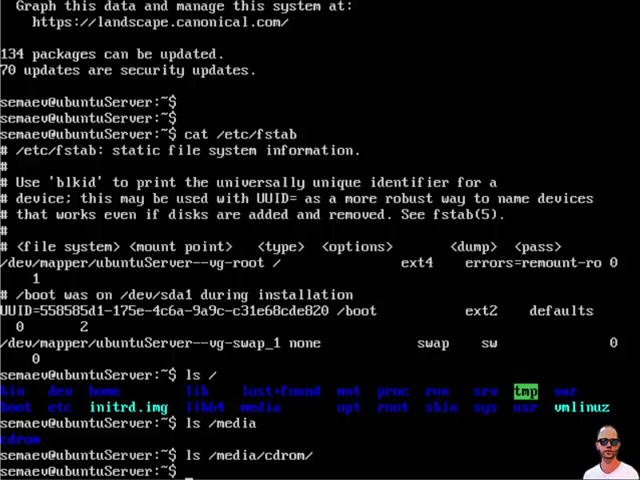 Graph this data and manage this system at:
https://landscape.canonical.com/
134 packages can be updated.
70 updates are security updates.
semaev@ubuntuServer:~$
semaev@ubuntuServer:~$
semaev@ubuntuServer:~$ cat /etc/fstab
# /etc/fstab: static file system information.
#
# Use 'blkid' to print the universally unique identifier for a
# device; this may be used with UUID= as a more robust way to name devices
# that works even if disks are added and removed. See fstab(5).
#
# <file system> <mount point>   <type>  <options>       <dump>  <pass>
/dev/mapper/ubuntuServer--vg-root /               ext4    errors=remount-ro 0
1
# /boot was on /dev/sda1 during installation
UUID=558585d1-175e-4c6a-9a9c-c31e68cde820 /boot           ext2    defaults
0       2
/dev/mapper/ubuntuServer--vg-swap_1 none            swap    sw              0
0
semaev@ubuntuServer:~$ ls /
bin   dev  home        lib    lost+found  mnt  proc  run   srv  tmp  var
boot  etc  initrd.img  lib64  media       opt  root  sbin  sys  usr  vmlinuz
semaev@ubuntuServer:~$ ls /media
cdrom
semaev@ubuntuServer:~$ ls /media/cdrom/
semaev@ubuntuServer:~$